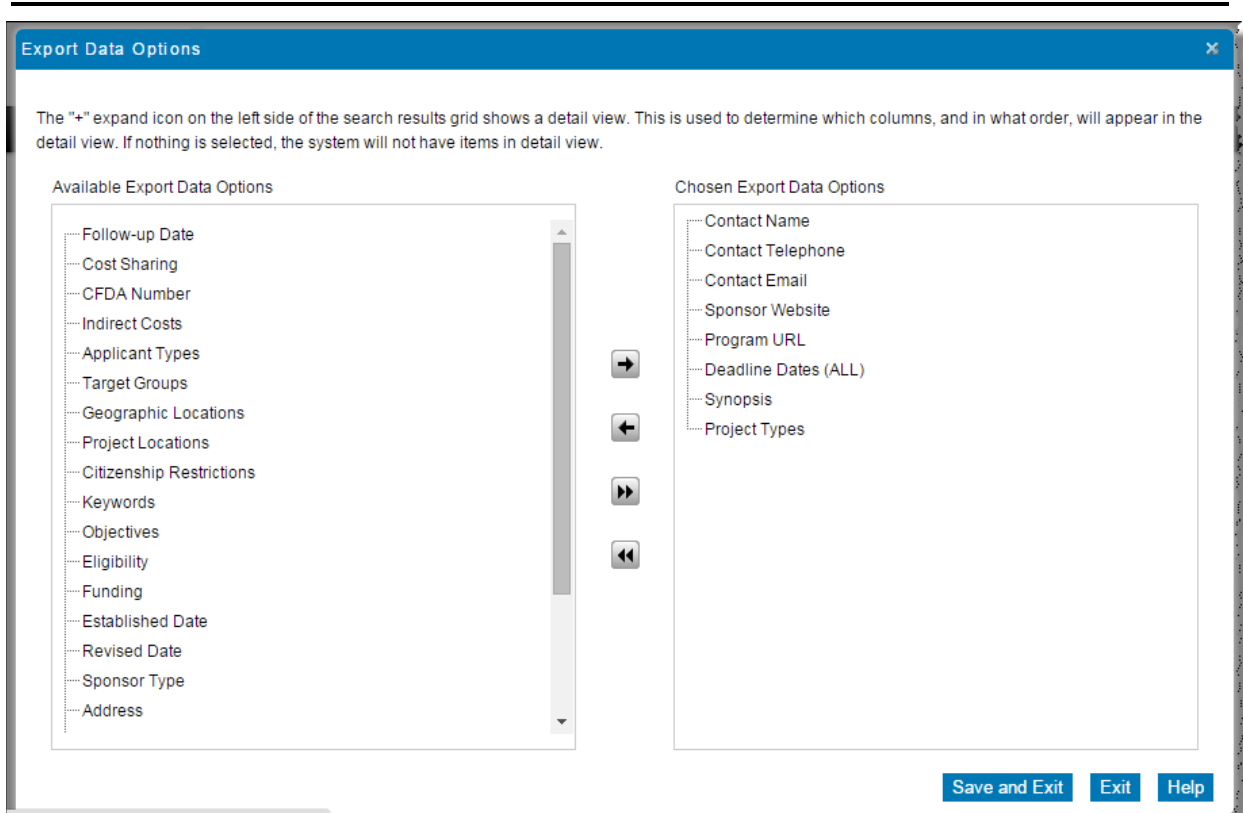 Export Data Options
The "+" expand icon on the left side of the search results grid shows a detail view. This is used to determine which columns, and in what order, will appear in the
detail view. If nothing is selected, the system will not have items in detail view.
Available Export Data Options
Follow-up Date
Cost Sharing
CFDA Number
Indirect Costs
Applicant Types
Target Groups
Geographic Locations
Project Locations
Citizenship Restrictions
Keywords
Objectives
Eligibility
Funding
Established Date
Revised Date
Sponsor Type
Address
Chosen Export Data Options
Contact Name
Contact Telephone
Contact Email
Sponsor Website
Program URL
Deadline Dates (ALL)
Synopsis
Project Types
Save and Exit
Exit
Help